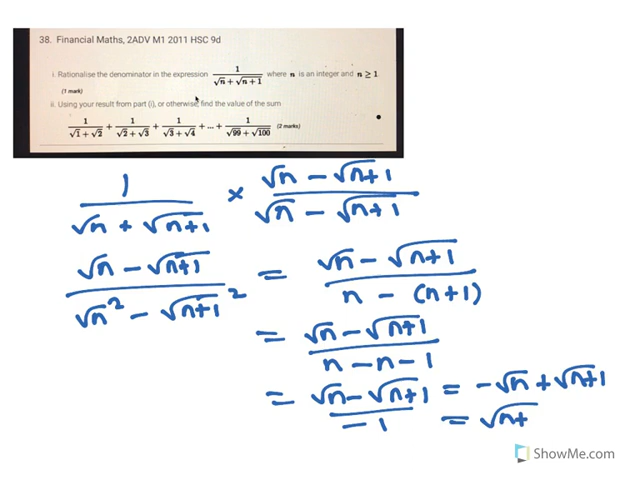 38. Financial Maths, 2ADV M1 2011 HSC 9d
i. Rationalise the denominator in the expression 1/(√n + √(n + 1)) where n is an integer and n ≥ 1
(1 mark)
ii. Using your result from part (i), or otherwise, find the value of the sum
1/(√1 + √2) + 1/(√2 + √3) + 1/(√3 + √4) + ... + 1/(√99 + √100) (2 marks)
1/(√n + √(n+1)) × (√n − √(n+1))/(√n − √(n+1))
(√n − √(n+1))/(√n² − √(n+1)²) = (√n − √(n+1))/(n − (n+1))
= (√n − √(n+1))/(n − n − 1)
= (√n − √(n+1))/(−1) = −√n + √(n+1)
= √n+
ShowMe.com